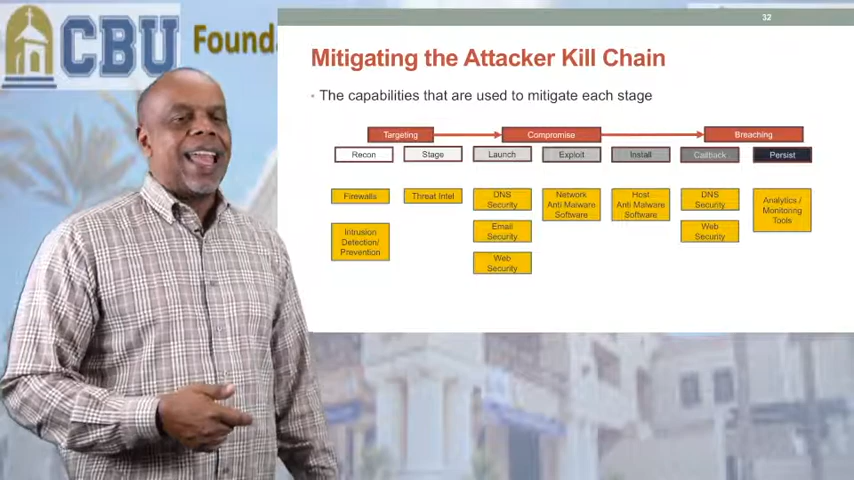 CBU
Founda
32
Mitigating the Attacker Kill Chain
The capabilities that are used to mitigate each stage
Targeting
Compromise
Breaching
Recon
Stage
Launch
Exploit
Install
Callback
Persist
Firewalls
Threat Intel
DNS
Security
Network
Anti Malware
Software
Host
Anti Malware
Software
DNS
Security
Analytics /
Monitoring
Tools
Intrusion
Detection/
Prevention
Email
Security
Web
Security
Web
Security